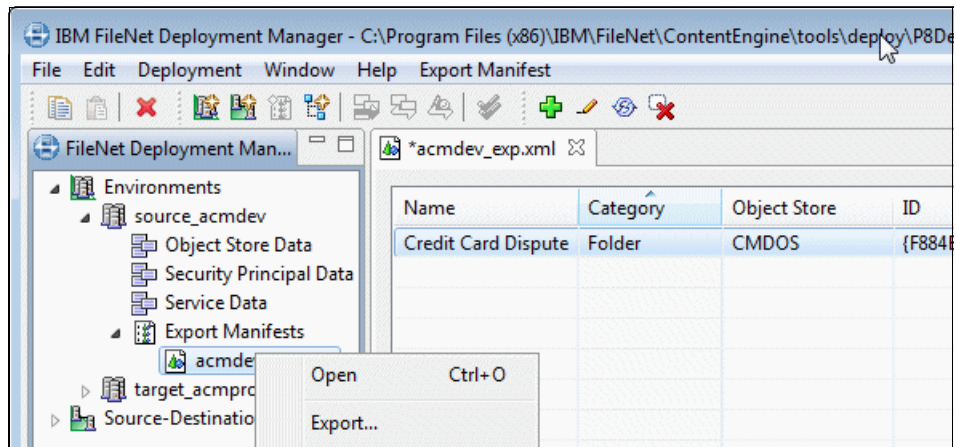 IBM FileNet Deployment Manager - C:\Program Files (x86)\IBM\FileNet\ContentEngine\tools\deploy\P8De
File Edit Deployment Window Help Export Manifest
FileNet Deployment Man...
*acmdev_exp.xml
Environments
source_acmdev
Object Store Data
Security Principal Data
Service Data
Export Manifests
acmde
target_acmpro
Source-Destinatio
Name Category Object Store ID
Credit Card Dispute Folder CMDOS {F884E
Open Ctrl+O
Export...